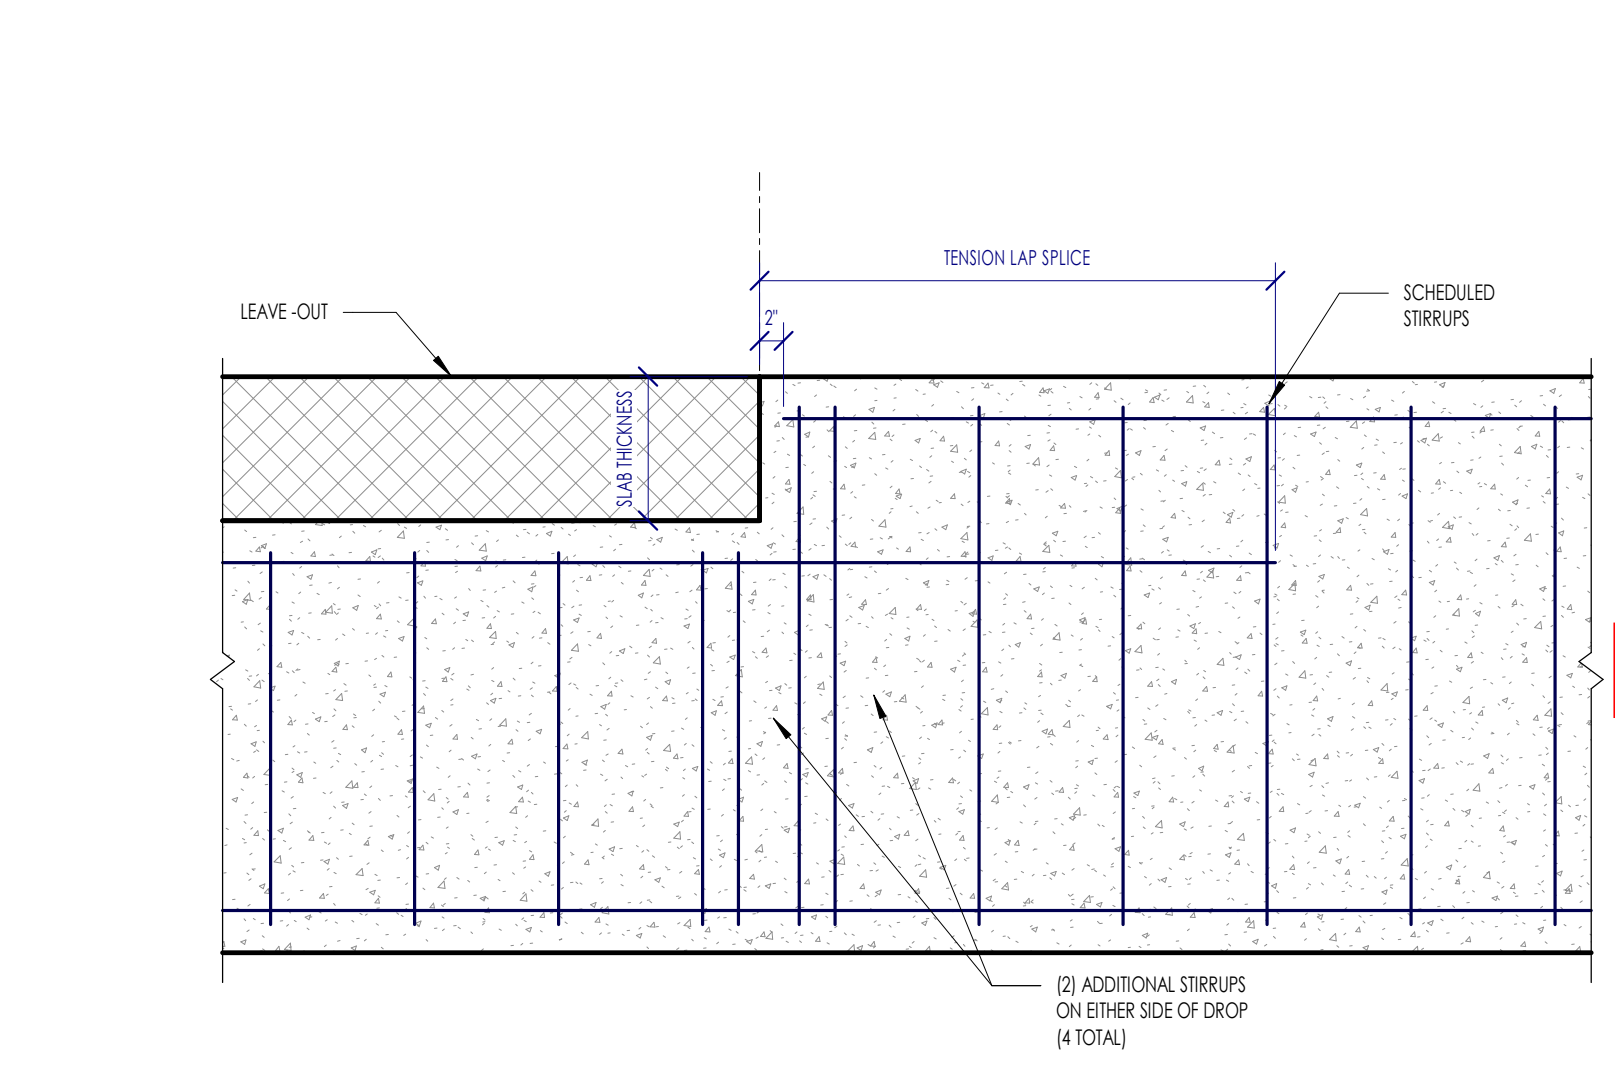 TENSION LAP SPLICE
LEAVE -OUT
2"
SCHEDULED
STIRRUPS
SLAB THICKNESS
(2) ADDITIONAL STIRRUPS
ON EITHER SIDE OF DROP
(4 TOTAL)